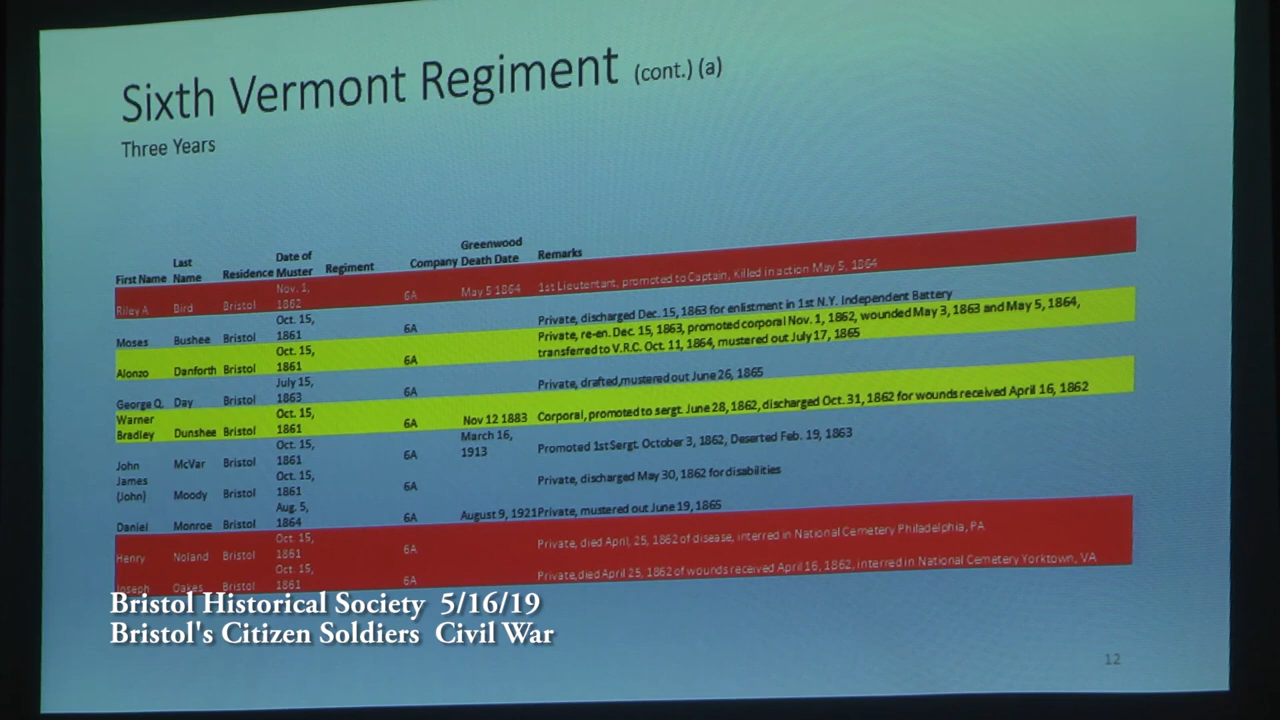 Sixth Vermont Regiment (cont.) (a)
Three Years
First Name Last Name Residence Date of Muster Regiment Company Greenwood Death Date Remarks
Riley A Bird Bristol Nov. 1, 1862 6A May 5 1864 1st Lieutentant, promoted to Captain, Killed in action May 5, 1864
Moses Bushee Bristol Oct. 15, 1861 6A Private, discharged Dec. 15, 1863 for enlistment in 1st N.Y. Independent Battery
Alonzo Danforth Bristol Oct. 15, 1861 6A Private, re-en. Dec. 15, 1863, promoted corporal Nov. 1, 1862, wounded May 3, 1863 and May 5, 1864,
transferred to V.R.C. Oct. 11, 1864, mustered out July 17, 1865
George Q. Day Bristol July 15, 1863 6A Private, drafted,mustered out June 26, 1865
Warner Bradley Dunshee Bristol Oct. 15, 1861 6A Nov 12 1883 Corporal, promoted to sergt. June 28, 1862, discharged Oct. 31, 1862 for wounds received April 16, 1862
John McVar Bristol Oct. 15, 1861 6A March 16, 1913 Promoted 1st Sergt. October 3, 1862, Deserted Feb. 19, 1863
James (John) Moody Bristol Oct. 15, 1861 6A Private, discharged May 30, 1862 for disabilities
Daniel Monroe Bristol Aug. 5, 1864 6A August 9, 1921 Private, mustered out June 19, 1865
Henry Noland Bristol Oct. 15, 1861 6A Private, died April, 25, 1862 of disease, interred in National Cemetery Philadelphia, PA
Joseph Oakes Bristol Oct. 15, 1861 6A Private,died April 25, 1862 of wounds received April 16, 1862, interred in National Cemetery Yorktown, VA
Bristol Historical Society 5/16/19
Bristol's Citizen Soldiers Civil War
12